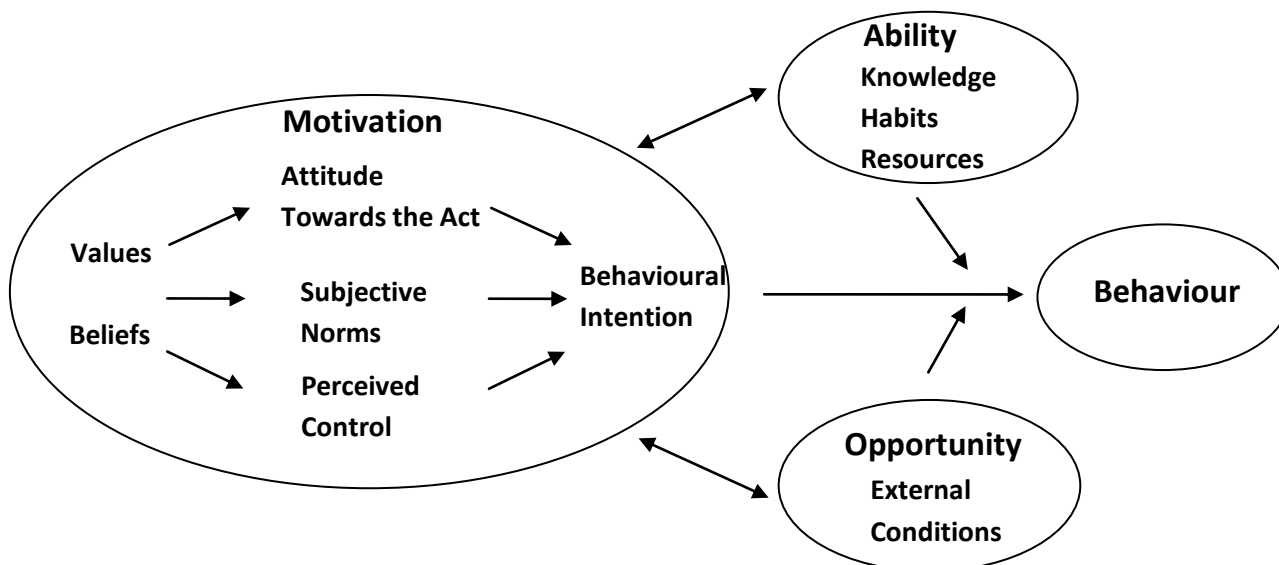 Ability
Knowledge
Habits
Resources
Motivation
Attitude
Towards the Act
Values
Beliefs
Subjective
Norms
Perceived
Control
Behavioural
Intention
Behaviour
Opportunity
External
Conditions